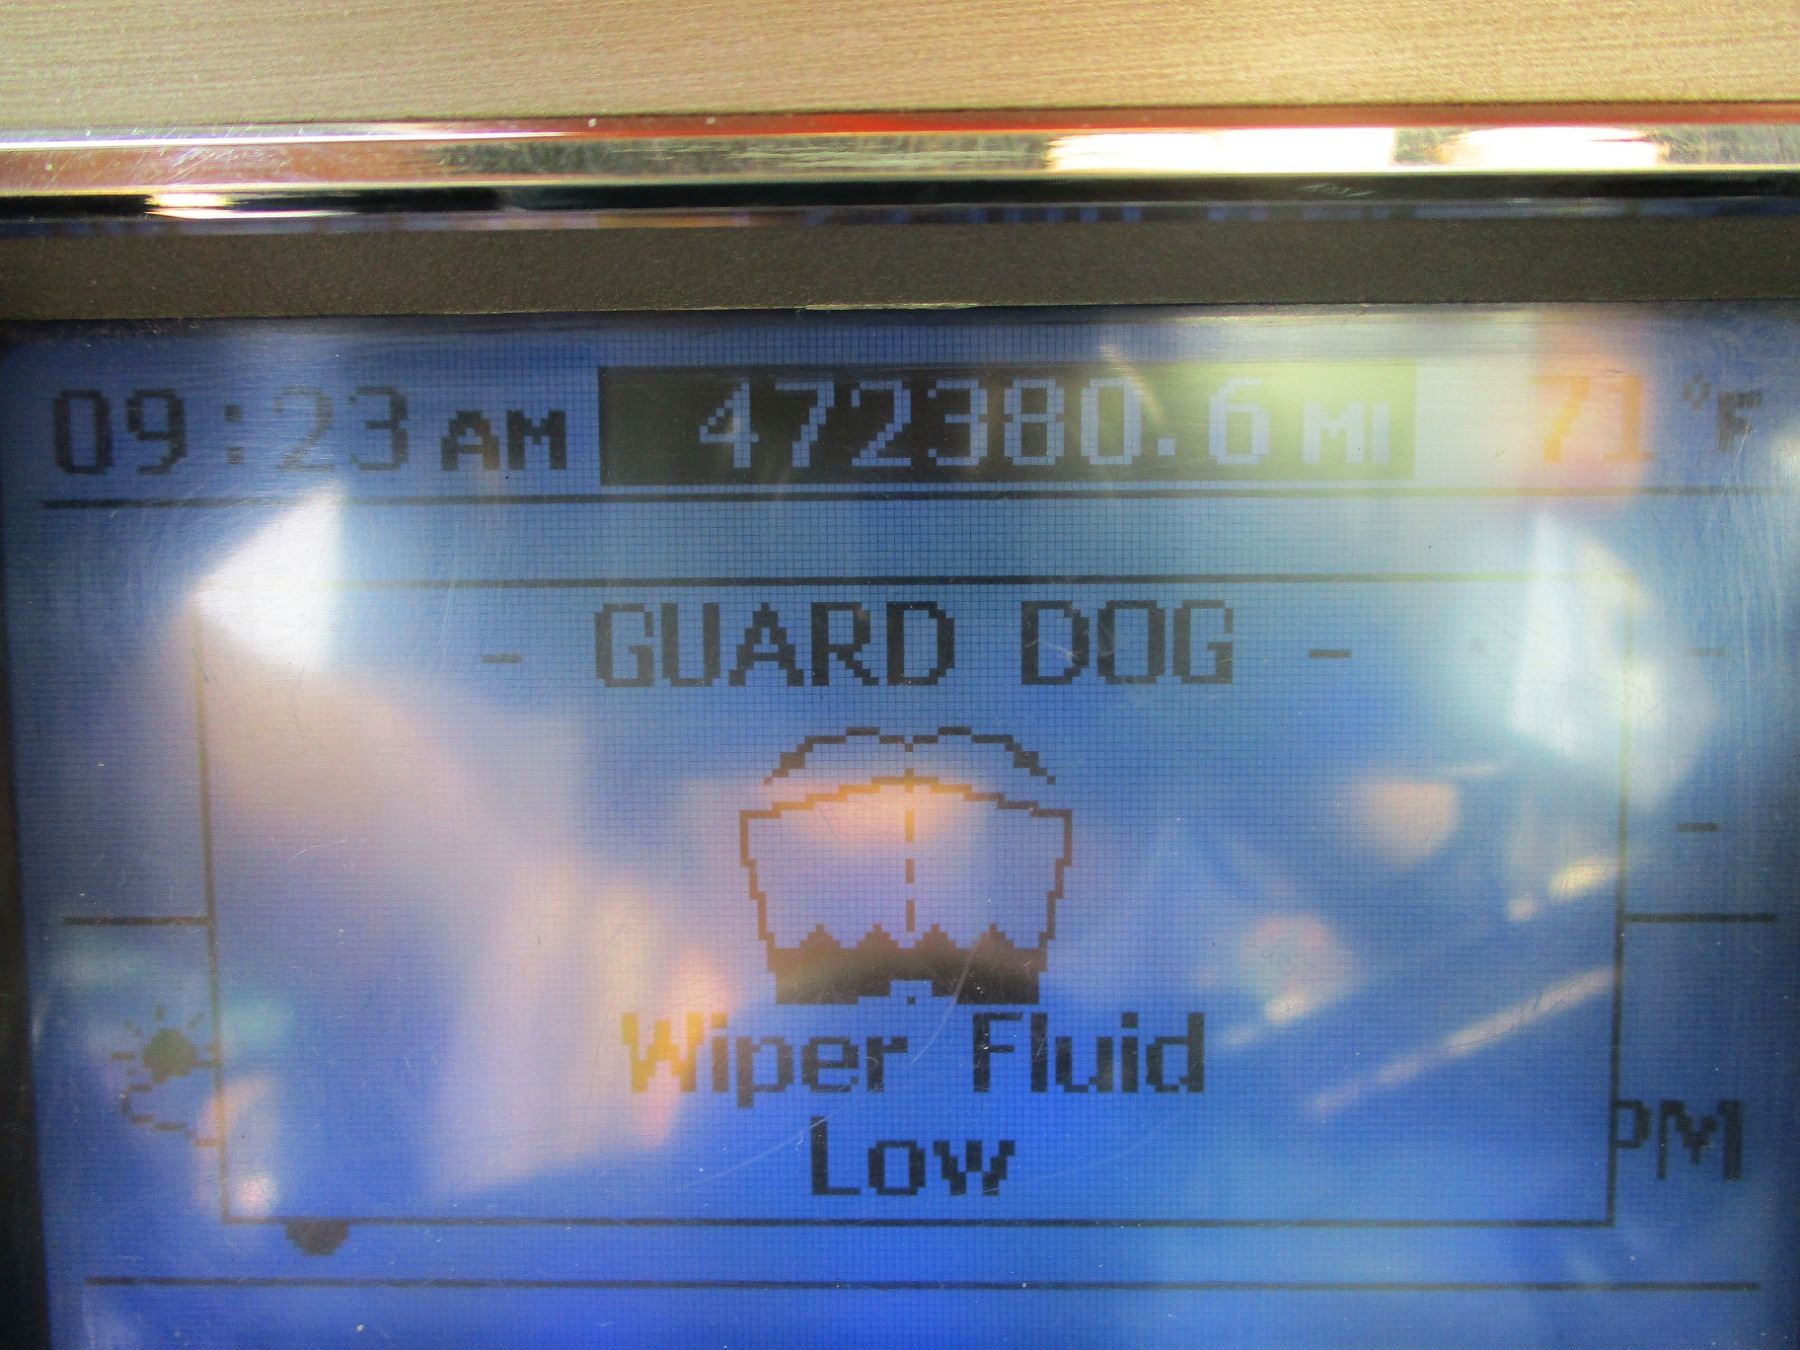 09:23 AM 472380.6 MI 71 °F
- GUARD DOG -
Wiper Fluid
Low
PM